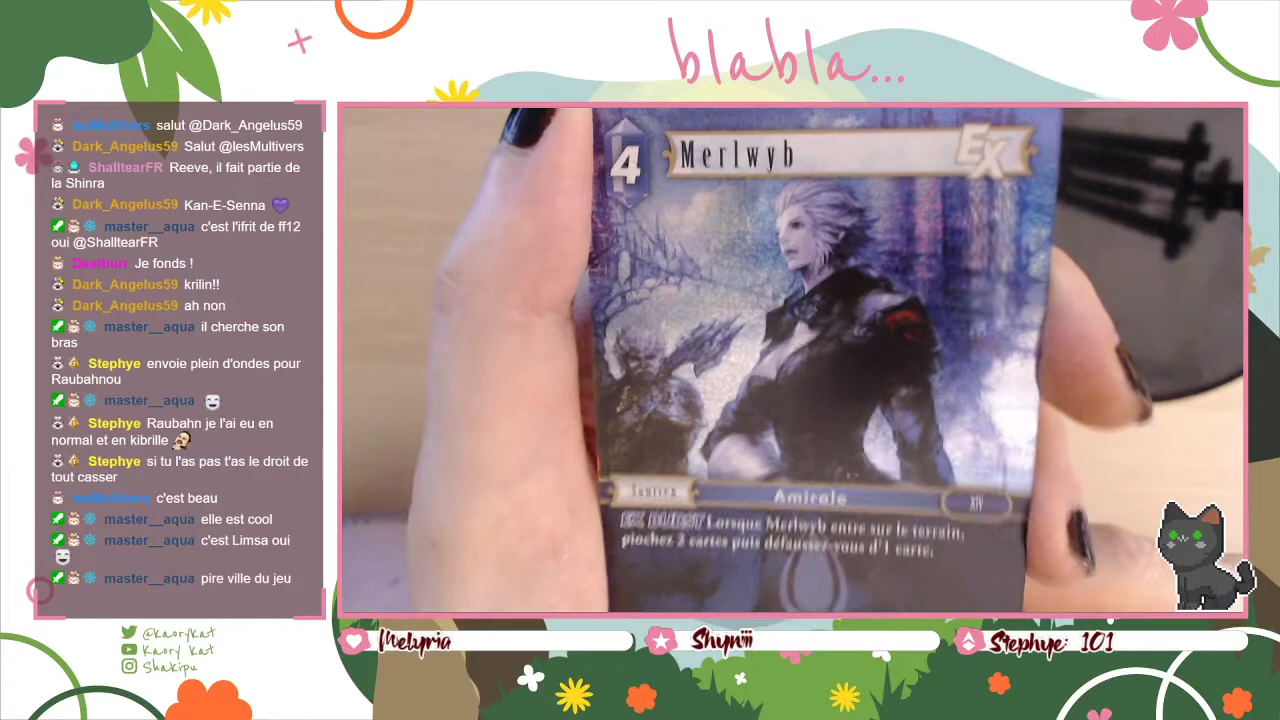 blabla...
lesMultivers salut @Dark_Angelus59
Dark_Angelus59 Salut @lesMultivers
ShalltearFR Reeve, il fait partie de
la Shinra
Dark_Angelus59 Kan-E-Senna
master__aqua c'est l'ifrit de ff12
oui @ShalltearFR
Je fonds !
Dark_Angelus59 krilin!!
Dark_Angelus59 ah non
master__aqua il cherche son
bras
Stephye envoie plein d'ondes pour
Raubahnou
master__aqua
Stephye Raubahn je l'ai eu en
normal et en kibrille
Stephye si tu l'as pas t'as le droit de
tout casser
lesMultivers c'est beau
master__aqua elle est cool
master__aqua c'est Limsa oui
master__aqua pire ville du jeu
4
Merlwyb
EX
Soutien
Amirale
XIV
EX BURST Lorsque Merlwyb entre sur le terrain,
piochez 2 cartes puis défaussez-vous d'1 carte.
@KaoryKat
Kaory Kat
Shakipu
Melyria
Shyniii
Stephye: 101